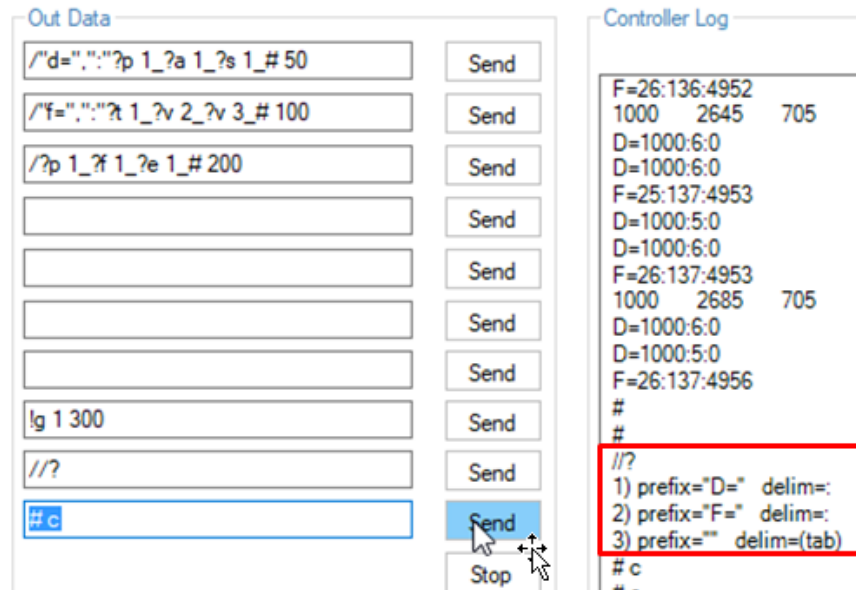 Out Data
/"d=",":"?p 1_?a 1_?s 1_# 50
Send
/"f=",":"?t 1_?v 2_?v 3_# 100
Send
/?p 1_?f 1_?e 1_# 200
Send
Send
Send
Send
Send
!g 1 300
Send
//?
Send
# c
Send
Stop
Controller Log
F=26:136:4952
1000 2645 705
D=1000:6:0
D=1000:6:0
F=25:137:4953
D=1000:5:0
D=1000:6:0
F=26:137:4953
1000 2685 705
D=1000:6:0
D=1000:5:0
F=26:137:4956
#
#
//?
1) prefix="D=" delim=:
2) prefix="F=" delim=:
3) prefix="" delim=(tab)
# c